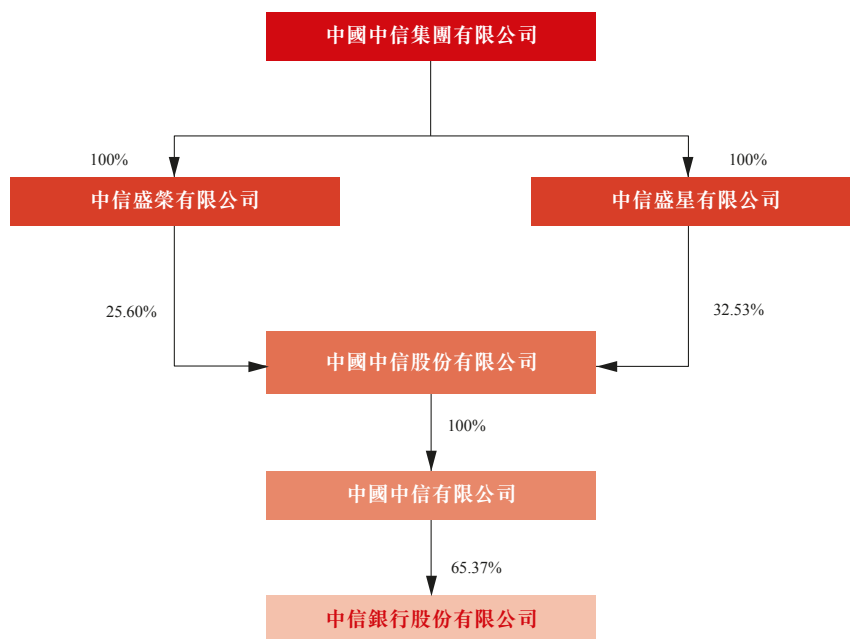 中國中信集團有限公司
100%
100%
中信盛榮有限公司
中信盛星有限公司
25.60%
32.53%
中國中信股份有限公司
100%
中國中信有限公司
65.37%
中信銀行股份有限公司